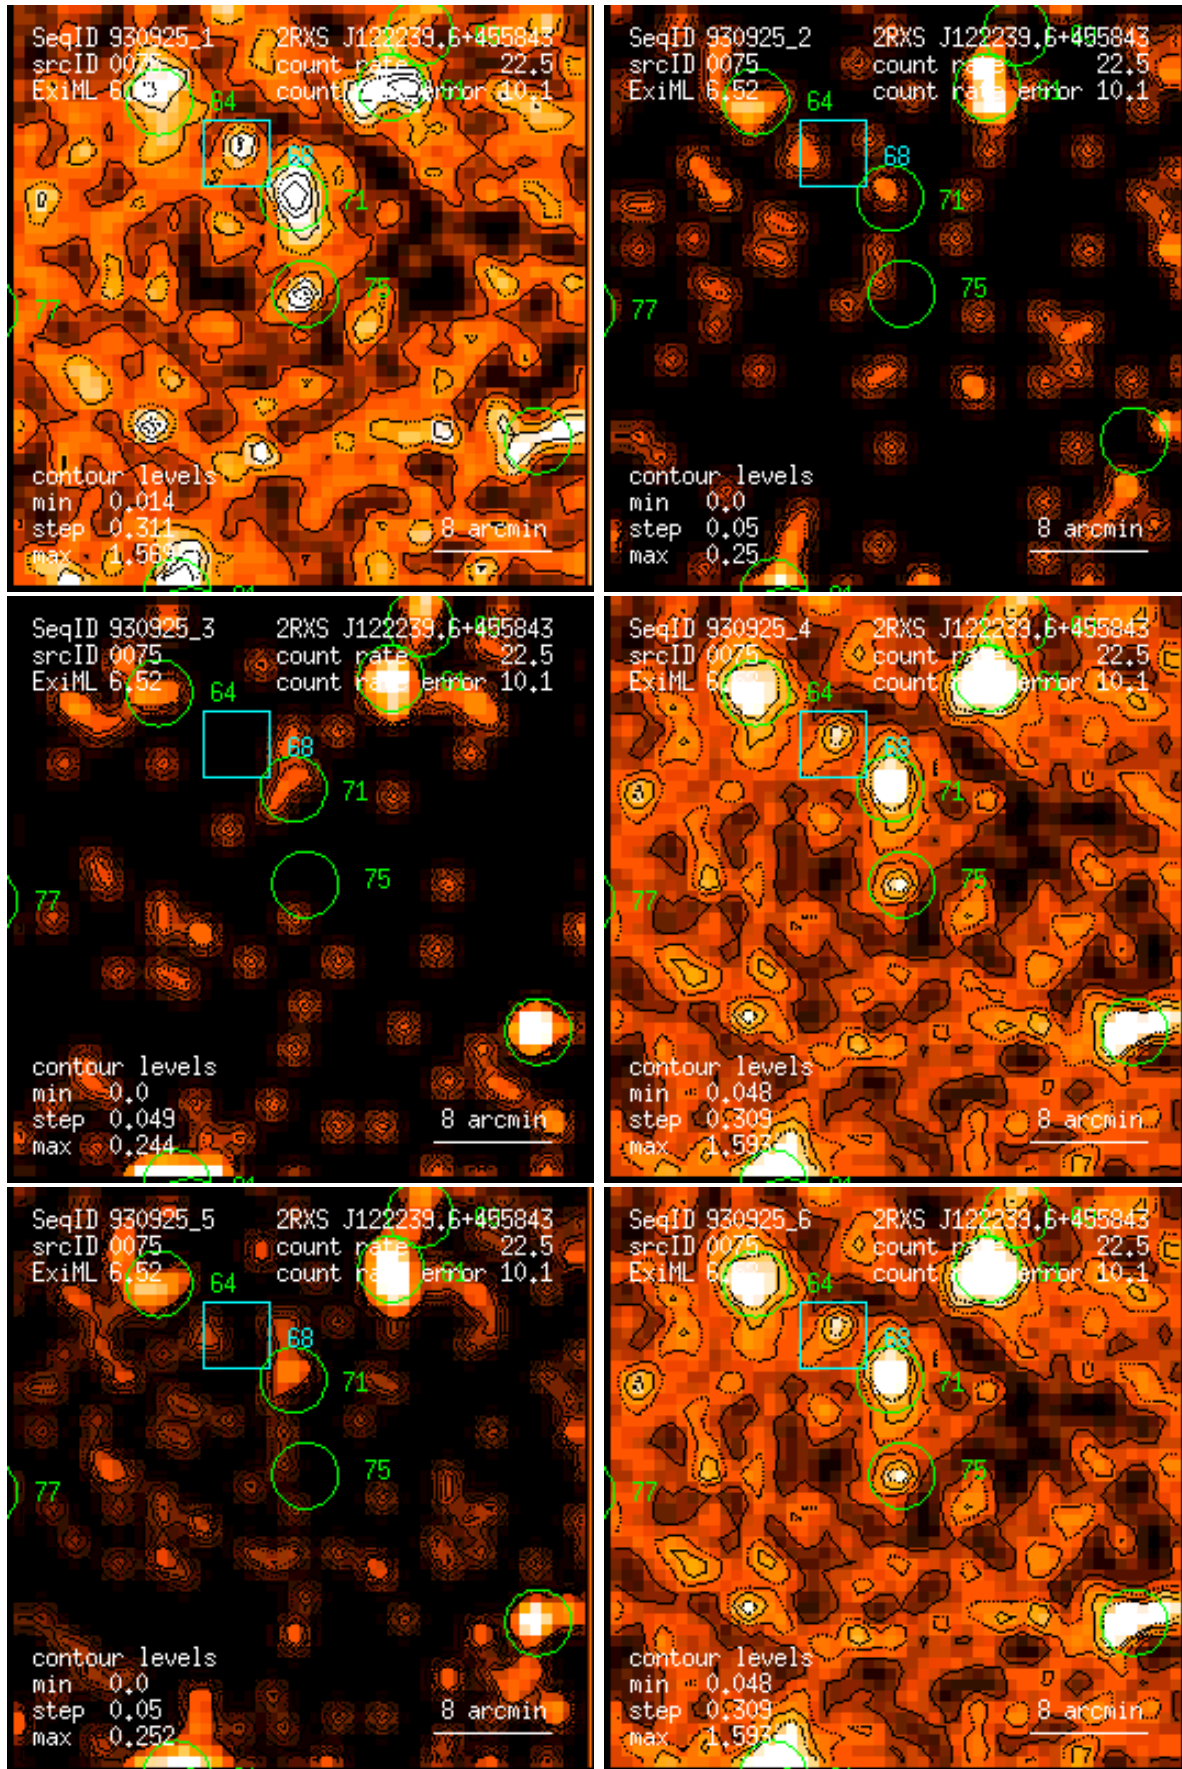 SeqID 930925_1 2RXS J122239.6+455843
srcID 0075 count rate 22.5
ExiML 6.52 count rate error 10.1
64
68
71
75
77
contour levels
min 0.014
step 0.311
max 1.569
8 arcmin
SeqID 930925_2 2RXS J122239.6+455843
srcID 0075 count rate 22.5
ExiML 6.52 count rate error 10.1
64
68
71
75
77
contour levels
min 0.0
step 0.05
max 0.25
8 arcmin
SeqID 930925_3 2RXS J122239.6+455843
srcID 0075 count rate 22.5
ExiML 6.52 count rate error 10.1
64
68
71
75
77
contour levels
min 0.0
step 0.049
max 0.244
8 arcmin
SeqID 930925_4 2RXS J122239.6+455843
srcID 0075 count rate 22.5
ExiML 6.52 count rate error 10.1
64
68
71
75
77
contour levels
min 0.048
step 0.309
max 1.593
8 arcmin
SeqID 930925_5 2RXS J122239.6+455843
srcID 0075 count rate 22.5
ExiML 6.52 count rate error 10.1
64
68
71
75
77
contour levels
min 0.0
step 0.05
max 0.252
8 arcmin
SeqID 930925_6 2RXS J122239.6+455843
srcID 0075 count rate 22.5
ExiML 6.52 count rate error 10.1
64
68
71
75
77
contour levels
min 0.048
step 0.309
max 1.593
8 arcmin